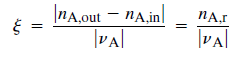 ξ = |n_A,out − n_A,in| / |ν_A| = n_A,r / |ν_A|